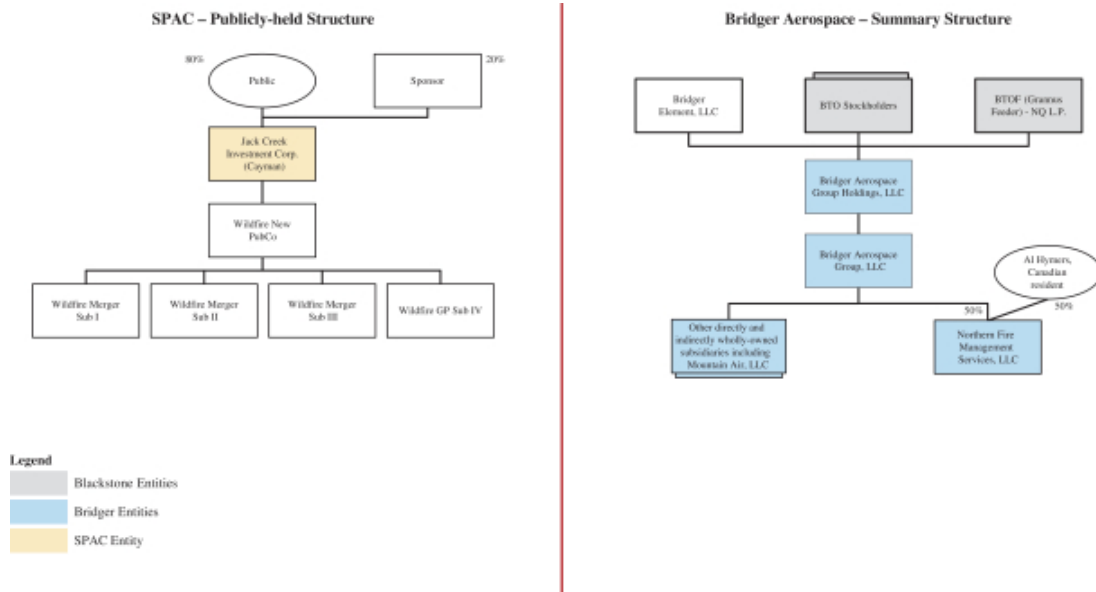 SPAC – Publicly-held Structure
80%
Public
Sponsor
20%
Jack Creek
Investment Corp.
(Cayman)
Wildfire New
PubCo
Wildfire Merger
Sub I
Wildfire Merger
Sub II
Wildfire Merger
Sub III
Wildfire GP Sub IV
Legend
Blackstone Entities
Bridger Entities
SPAC Entity
Bridger Aerospace – Summary Structure
Bridger
Element, LLC
BTO Stockholders
BTOF (Grannus
Feeder) - NQ L.P.
Bridger Aerospace
Group Holdings, LLC
Bridger Aerospace
Group, LLC
Al Hymers,
Canadian
resident
50%
50%
Other directly and
indirectly wholly-owned
subsidiaries including
Mountain Air, LLC
Northern Fire
Management
Services, LLC